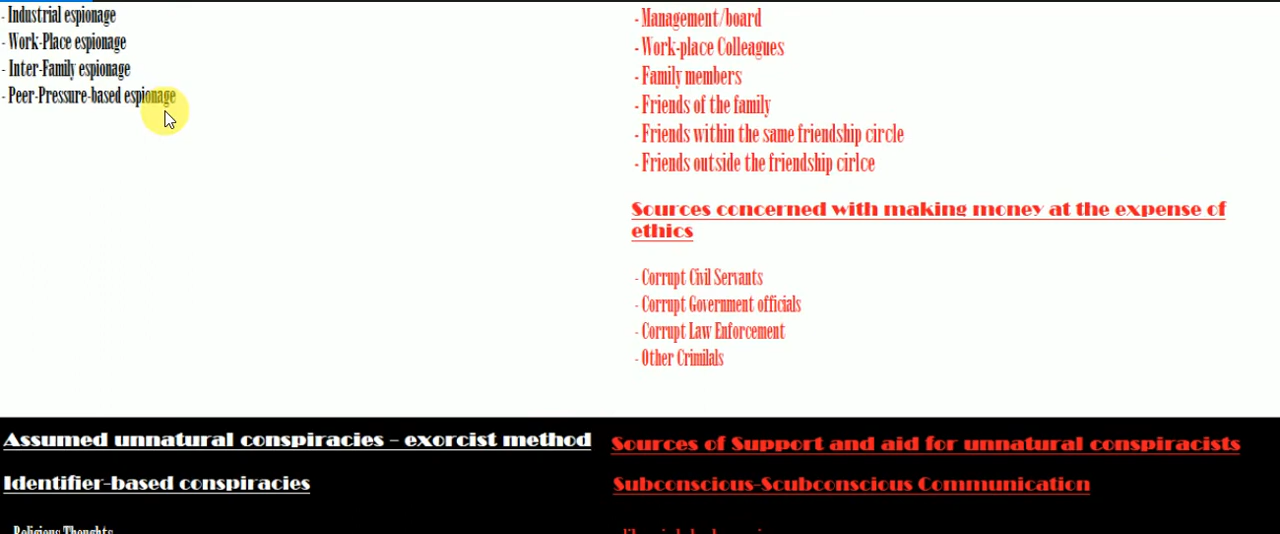 - Industrial espionage
- Work-Place espionage
- Inter-Family espionage
- Peer-Pressure-based espionage
- Management/board
- Work-place Colleagues
- Family members
- Friends of the family
- Friends within the same friendship circle
- Friends outside the friendship cirlce
Sources concerned with making money at the expense of
ethics
- Corrupt Civil Servants
- Corrupt Government officials
- Corrupt Law Enforcement
- Other Crimilals
Assumed unnatural conspiracies - exorcist method
Identifier-based conspiracies
Religious Thoughts
Sources of Support and aid for unnatural conspiracists
Subconscious-Scubconscious Communication